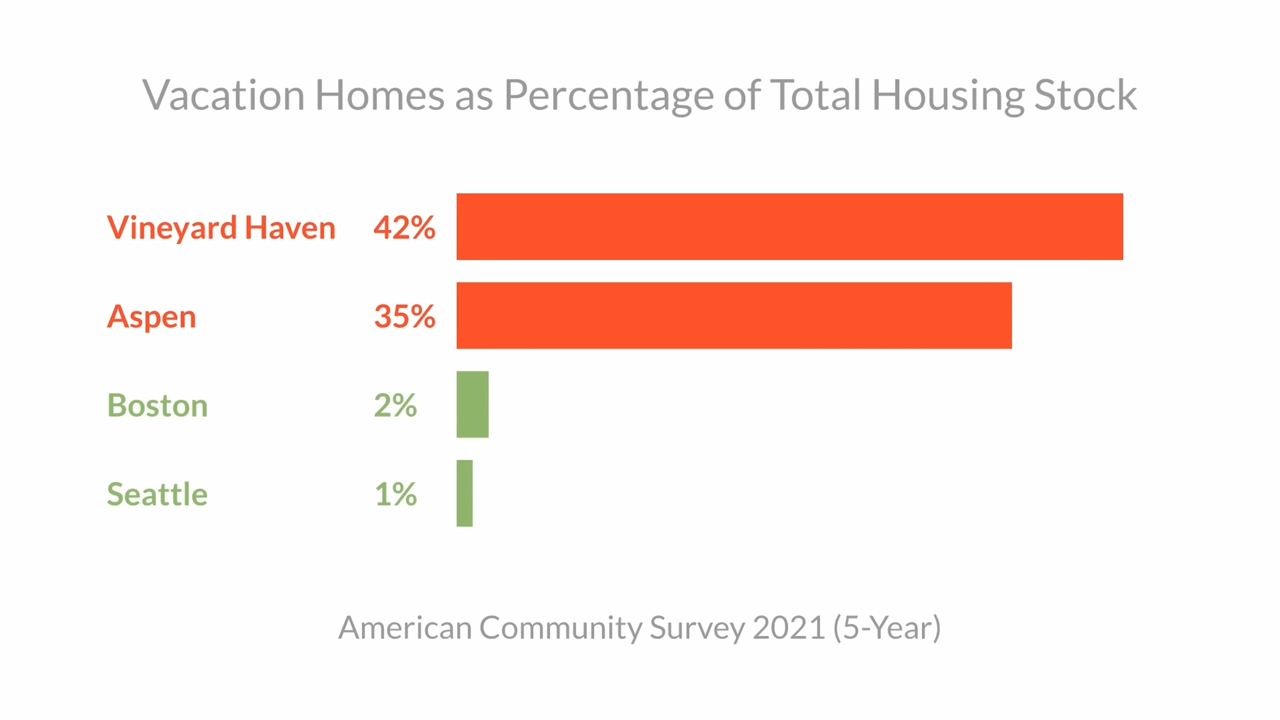 Vacation Homes as Percentage of Total Housing Stock
Vineyard Haven 42%
Aspen 35%
Boston 2%
Seattle 1%
American Community Survey 2021 (5-Year)